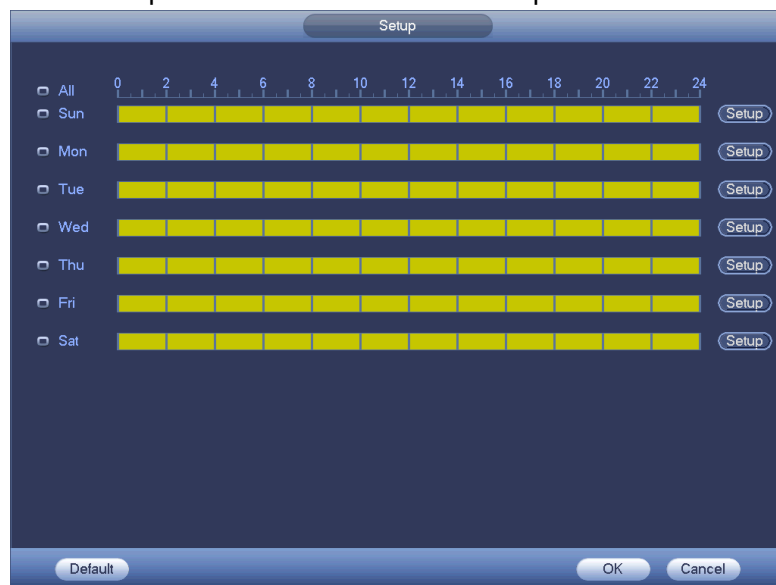 Setup
All 0 2 4 6 8 10 12 14 16 18 20 22 24
Sun Setup
Mon Setup
Tue Setup
Wed Setup
Thu Setup
Fri Setup
Sat Setup
Default OK Cancel